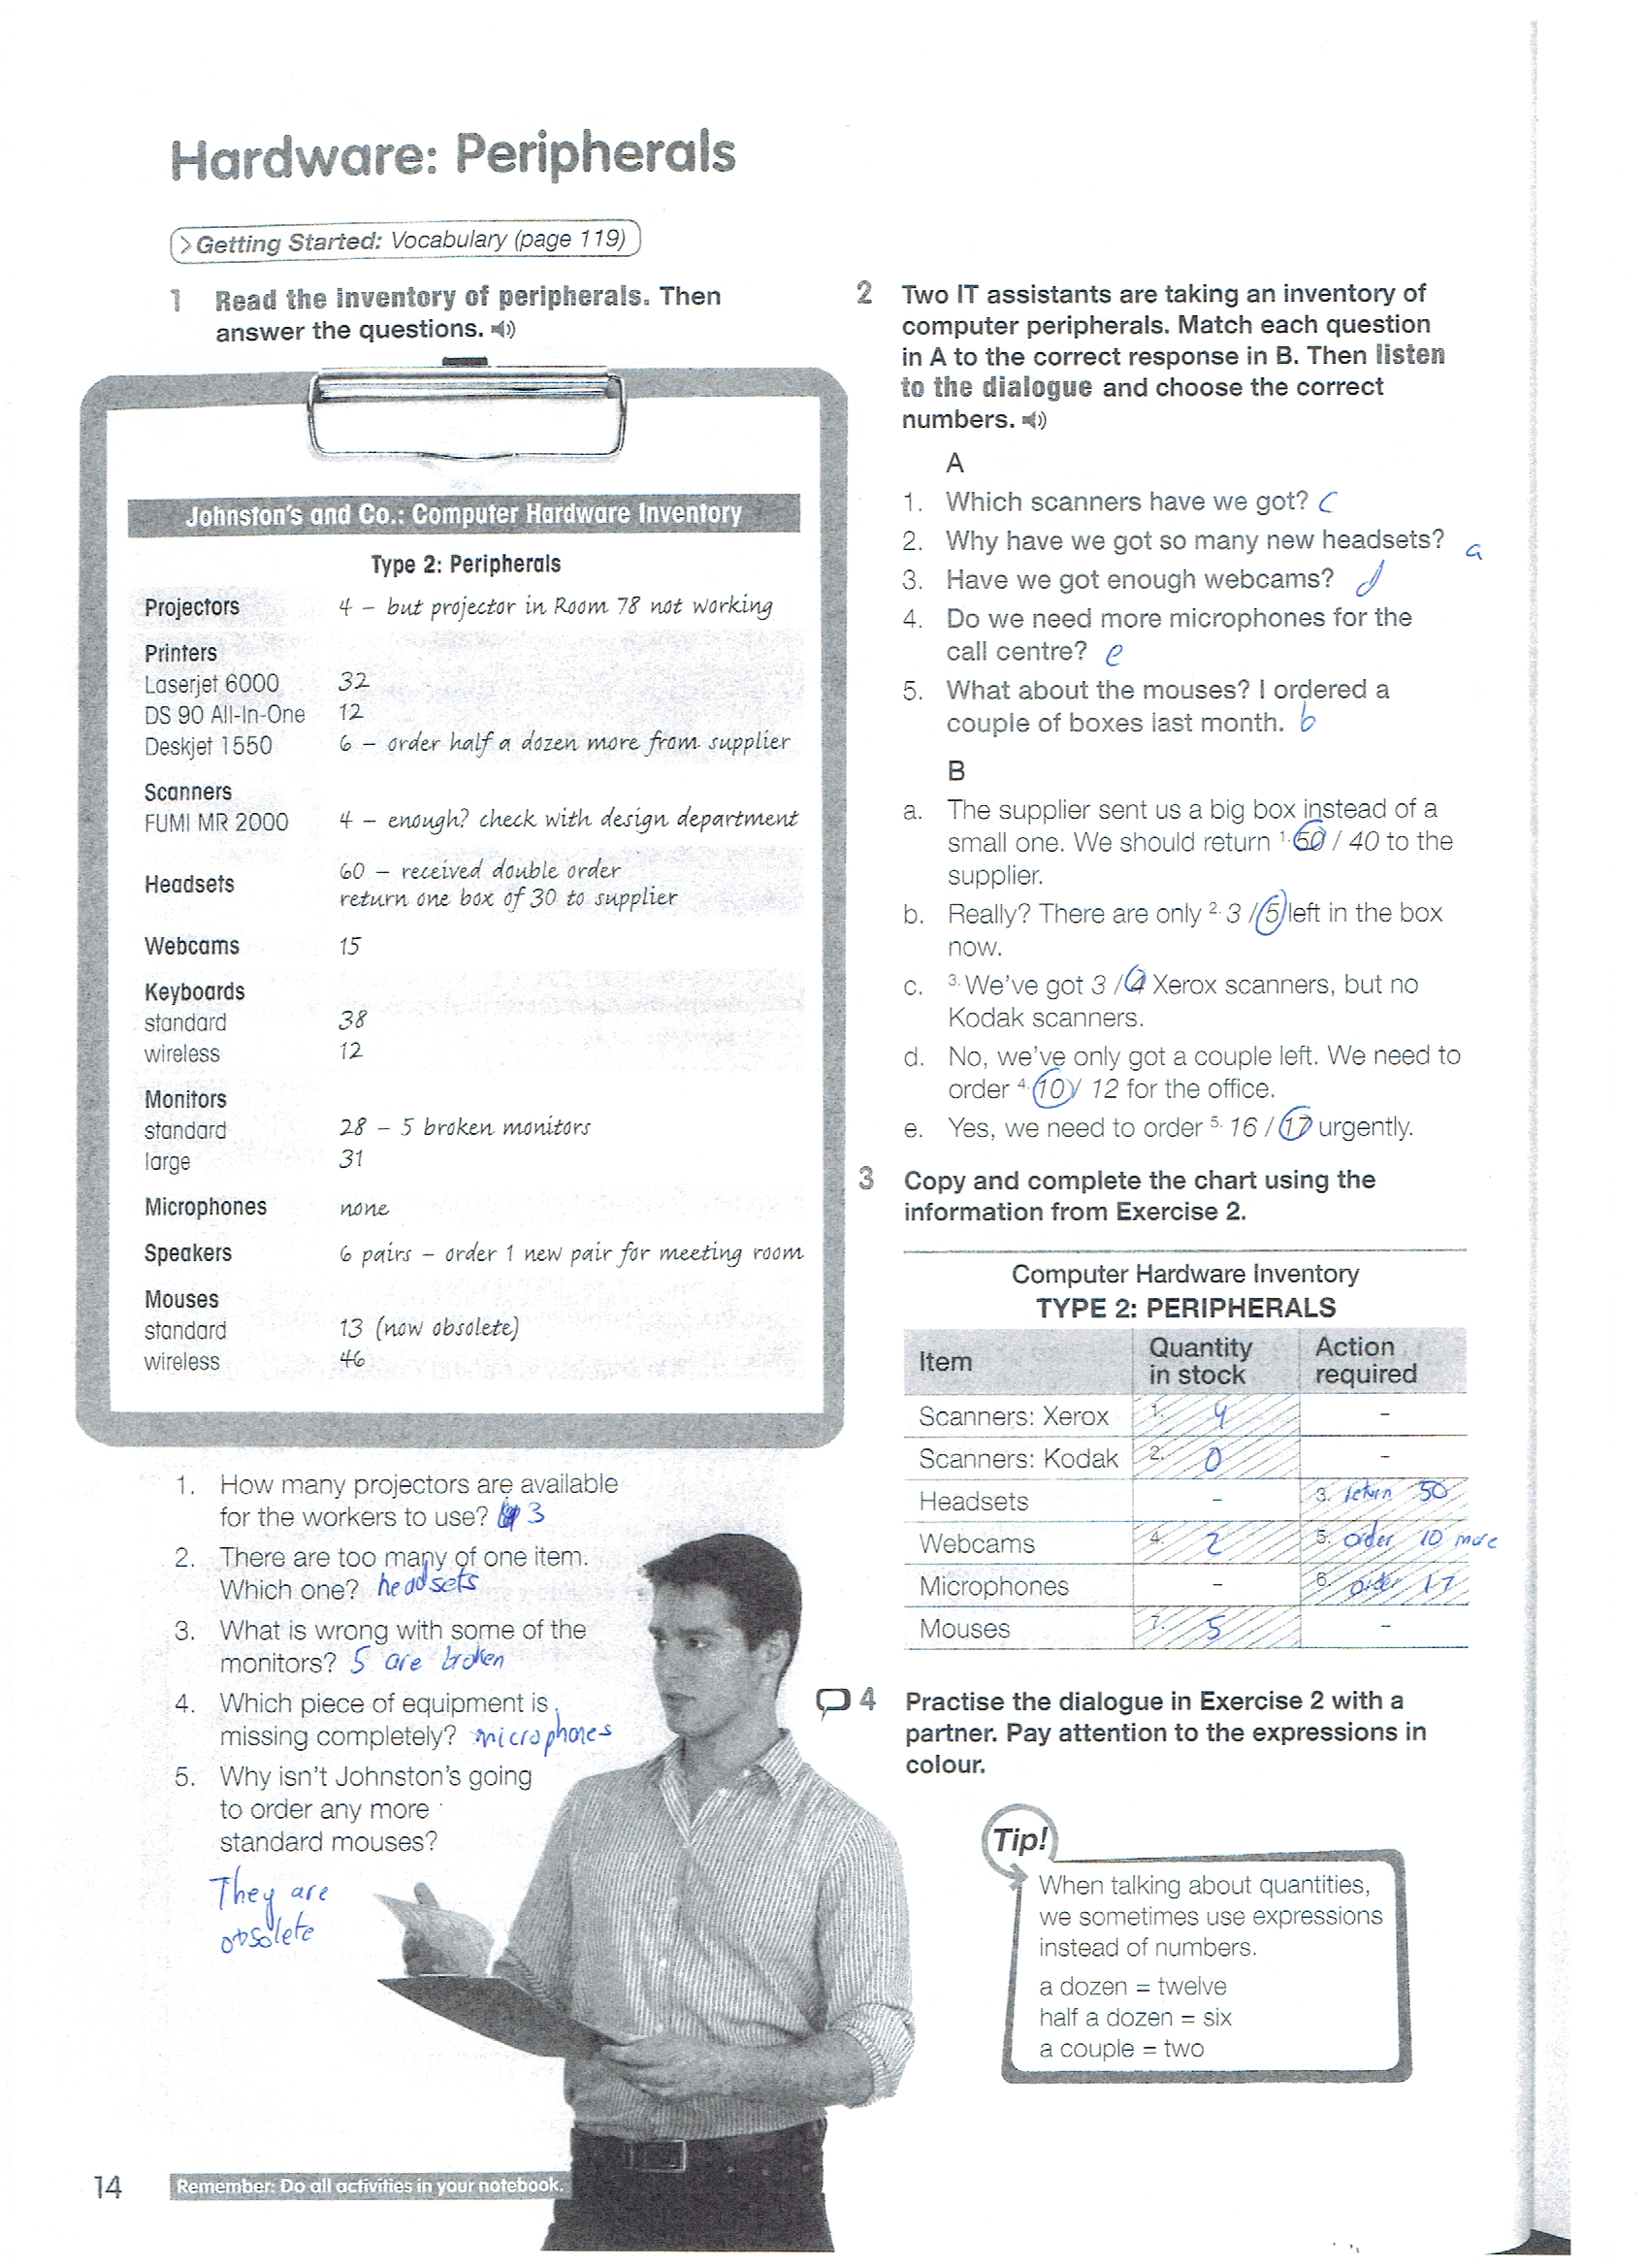 Hardware: Peripherals
> Getting Started: Vocabulary (page 119)
1 Read the inventory of peripherals. Then
answer the questions.
Johnston's and Co.: Computer Hardware Inventory
Type 2: Peripherals
Projectors 4 – but projector in Room 78 not working
Printers
Laserjet 6000 32
DS 90 All-In-One 12
Deskjet 1550 6 – order half a dozen more from supplier
Scanners
FUMI MR 2000 4 – enough? check with design department
Headsets 60 – received double order
return one box of 30 to supplier
Webcams 15
Keyboards
standard 38
wireless 12
Monitors
standard 28 – 5 broken monitors
large 31
Microphones none
Speakers 6 pairs – order 1 new pair for meeting room
Mouses
standard 13 (now obsolete)
wireless 46
1. How many projectors are available
for the workers to use? 3
2. There are too many of one item.
Which one? headsets
3. What is wrong with some of the
monitors? 5 are broken
4. Which piece of equipment is
missing completely? microphones
5. Why isn't Johnston's going
to order any more
standard mouses?
They are
obsolete
2 Two IT assistants are taking an inventory of
computer peripherals. Match each question
in A to the correct response in B. Then listen
to the dialogue and choose the correct
numbers.
A
1. Which scanners have we got? c
2. Why have we got so many new headsets? a
3. Have we got enough webcams? d
4. Do we need more microphones for the
call centre? e
5. What about the mouses? I ordered a
couple of boxes last month. b
B
a. The supplier sent us a big box instead of a
small one. We should return 1. 50 / 40 to the
supplier.
b. Really? There are only 2. 3 / 5 left in the box
now.
c. 3. We've got 3 / 4 Xerox scanners, but no
Kodak scanners.
d. No, we've only got a couple left. We need to
order 4. 10 / 12 for the office.
e. Yes, we need to order 5. 16 / 17 urgently.
3 Copy and complete the chart using the
information from Exercise 2.
Computer Hardware Inventory
TYPE 2: PERIPHERALS
Item Quantity in stock Action required
Scanners: Xerox 1. 4 –
Scanners: Kodak 2. 0 –
Headsets – 3. return 50
Webcams 4. 2 5. order 10 more
Microphones – 6. order 17
Mouses 7. 5 –
4 Practise the dialogue in Exercise 2 with a
partner. Pay attention to the expressions in
colour.
Tip!
When talking about quantities,
we sometimes use expressions
instead of numbers.
a dozen = twelve
half a dozen = six
a couple = two
14 Remember: Do all activities in your notebook.